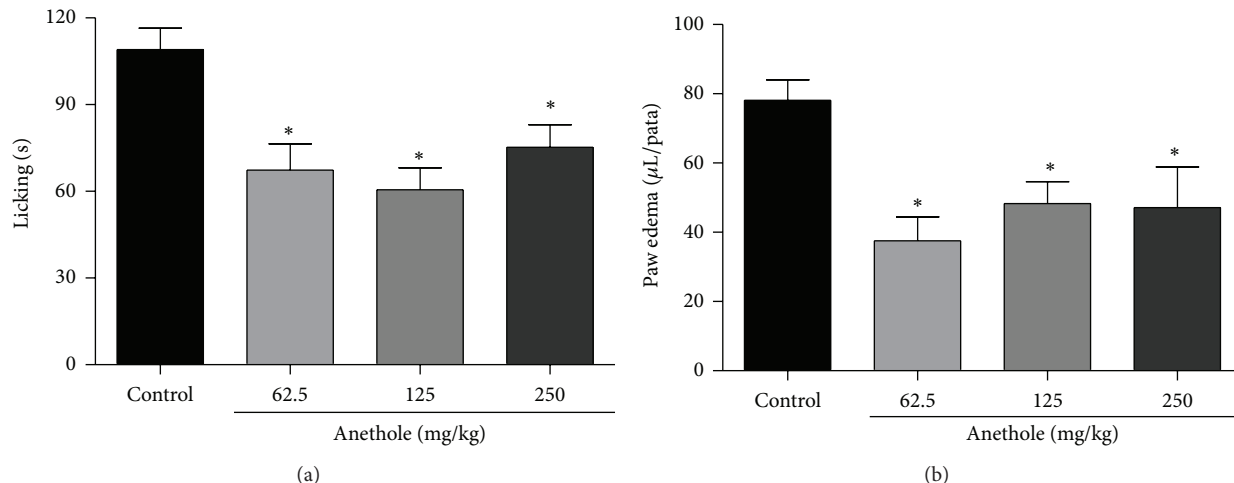 120
90
60
30
0
Licking (s)
*
*
*
Control
62.5
125
250
Anethole (mg/kg)
(a)
100
80
60
40
20
0
Paw edema (μL/pata)
*
*
*
Control
62.5
125
250
Anethole (mg/kg)
(b)